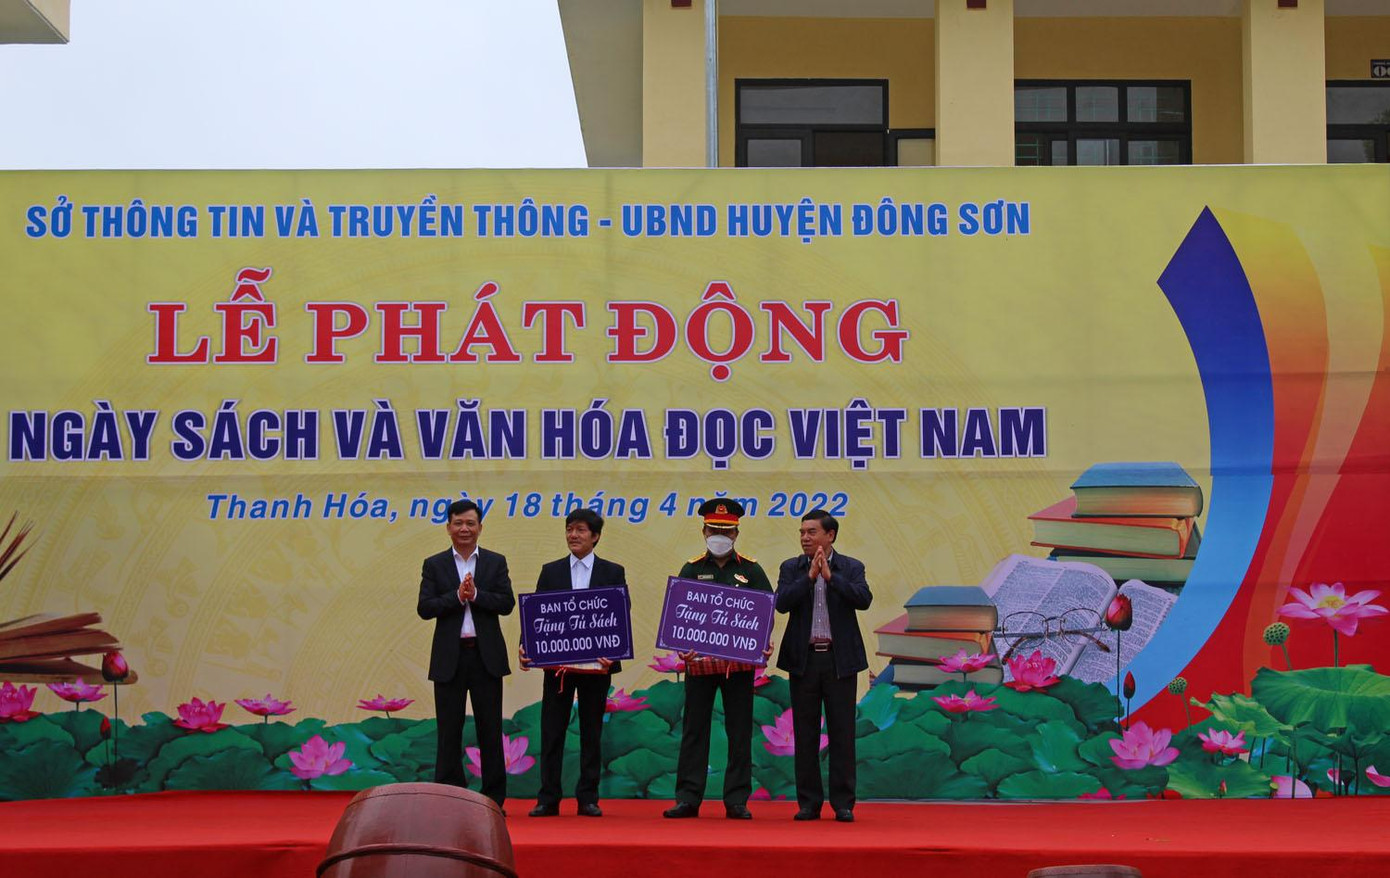 SỞ THÔNG TIN VÀ TRUYỀN THÔNG - UBND HUYỆN ĐÔNG SƠN
LỄ PHÁT ĐỘNG
NGÀY SÁCH VÀ VĂN HÓA ĐỌC VIỆT NAM
Thanh Hóa, ngày 18 tháng 4 năm 2022
BAN TỔ CHỨC
Tặng Tủ Sách
10.000.000 VNĐ
BAN TỔ CHỨC
Tặng Tủ Sách
10.000.000 VNĐ